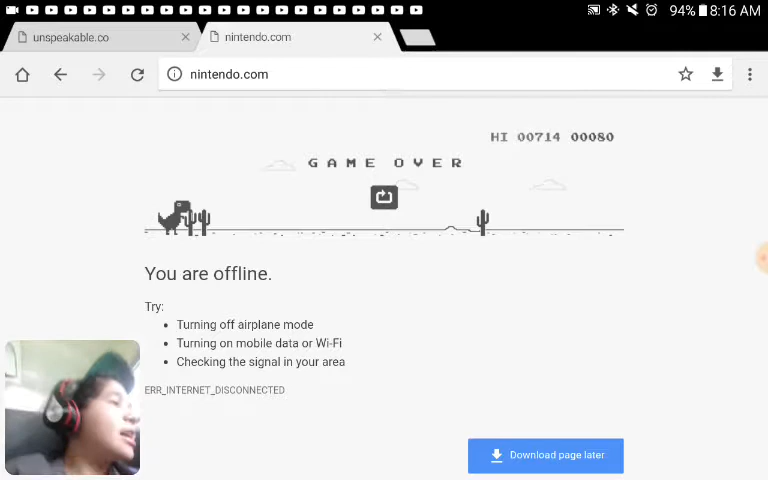 94% 8:16 AM
unspeakable.co
nintendo.com
nintendo.com
HI 00714 00080
GAME OVER
You are offline.
Try:
Turning off airplane mode
Turning on mobile data or Wi-Fi
Checking the signal in your area
ERR_INTERNET_DISCONNECTED
Download page later